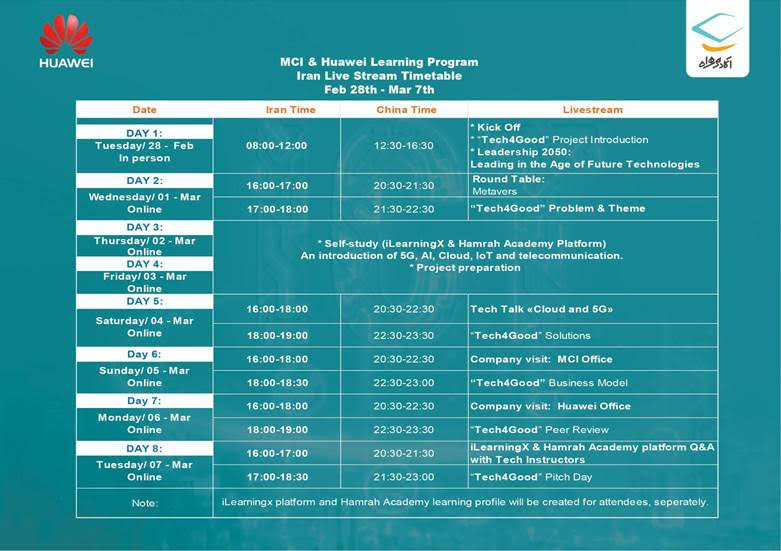 HUAWEI
آکادمی همراه
MCI & Huawei Learning Program
Iran Live Stream Timetable
Feb 28th - Mar 7th
Date Iran Time China Time Livestream
DAY 1:
Tuesday/ 28 - Feb
In person
08:00-12:00 12:30-16:30
* Kick Off
* “Tech4Good” Project Introduction
* Leadership 2050:
Leading in the Age of Future Technologies
DAY 2:
Wednesday/ 01 - Mar
Online
16:00-17:00 20:30-21:30
Round Table:
Metavers
17:00-18:00 21:30-22:30 “Tech4Good” Problem & Theme
DAY 3:
Thursday/ 02 - Mar
Online
DAY 4:
Friday/ 03 - Mar
Online
* Self-study (iLearningX & Hamrah Academy Platform)
An introduction of 5G, AI, Cloud, IoT and telecommunication.
* Project preparation
DAY 5:
Saturday/ 04 - Mar
Online
16:00-18:00 20:30-22:30 Tech Talk «Cloud and 5G»
18:00-19:00 22:30-23:30 “Tech4Good” Solutions
Day 6:
Sunday/ 05 - Mar
Online
16:00-18:00 20:30-22:30 Company visit: MCI Office
18:00-18:30 22:30-23:00 “Tech4Good” Business Model
Day 7:
Monday/ 06 - Mar
Online
16:00-18:00 20:30-22:30 Company visit: Huawei Office
18:00-19:00 22:30-23:30 “Tech4Good” Peer Review
DAY 8:
Tuesday/ 07 - Mar
Online
16:00-17:00 20:30-21:30
iLearningX & Hamrah Academy platform Q&A
with Tech Instructors
17:00-18:30 21:30-23:00 “Tech4Good” Pitch Day
Note: iLearningx platform and Hamrah Academy learning profile will be created for attendees, seperately.